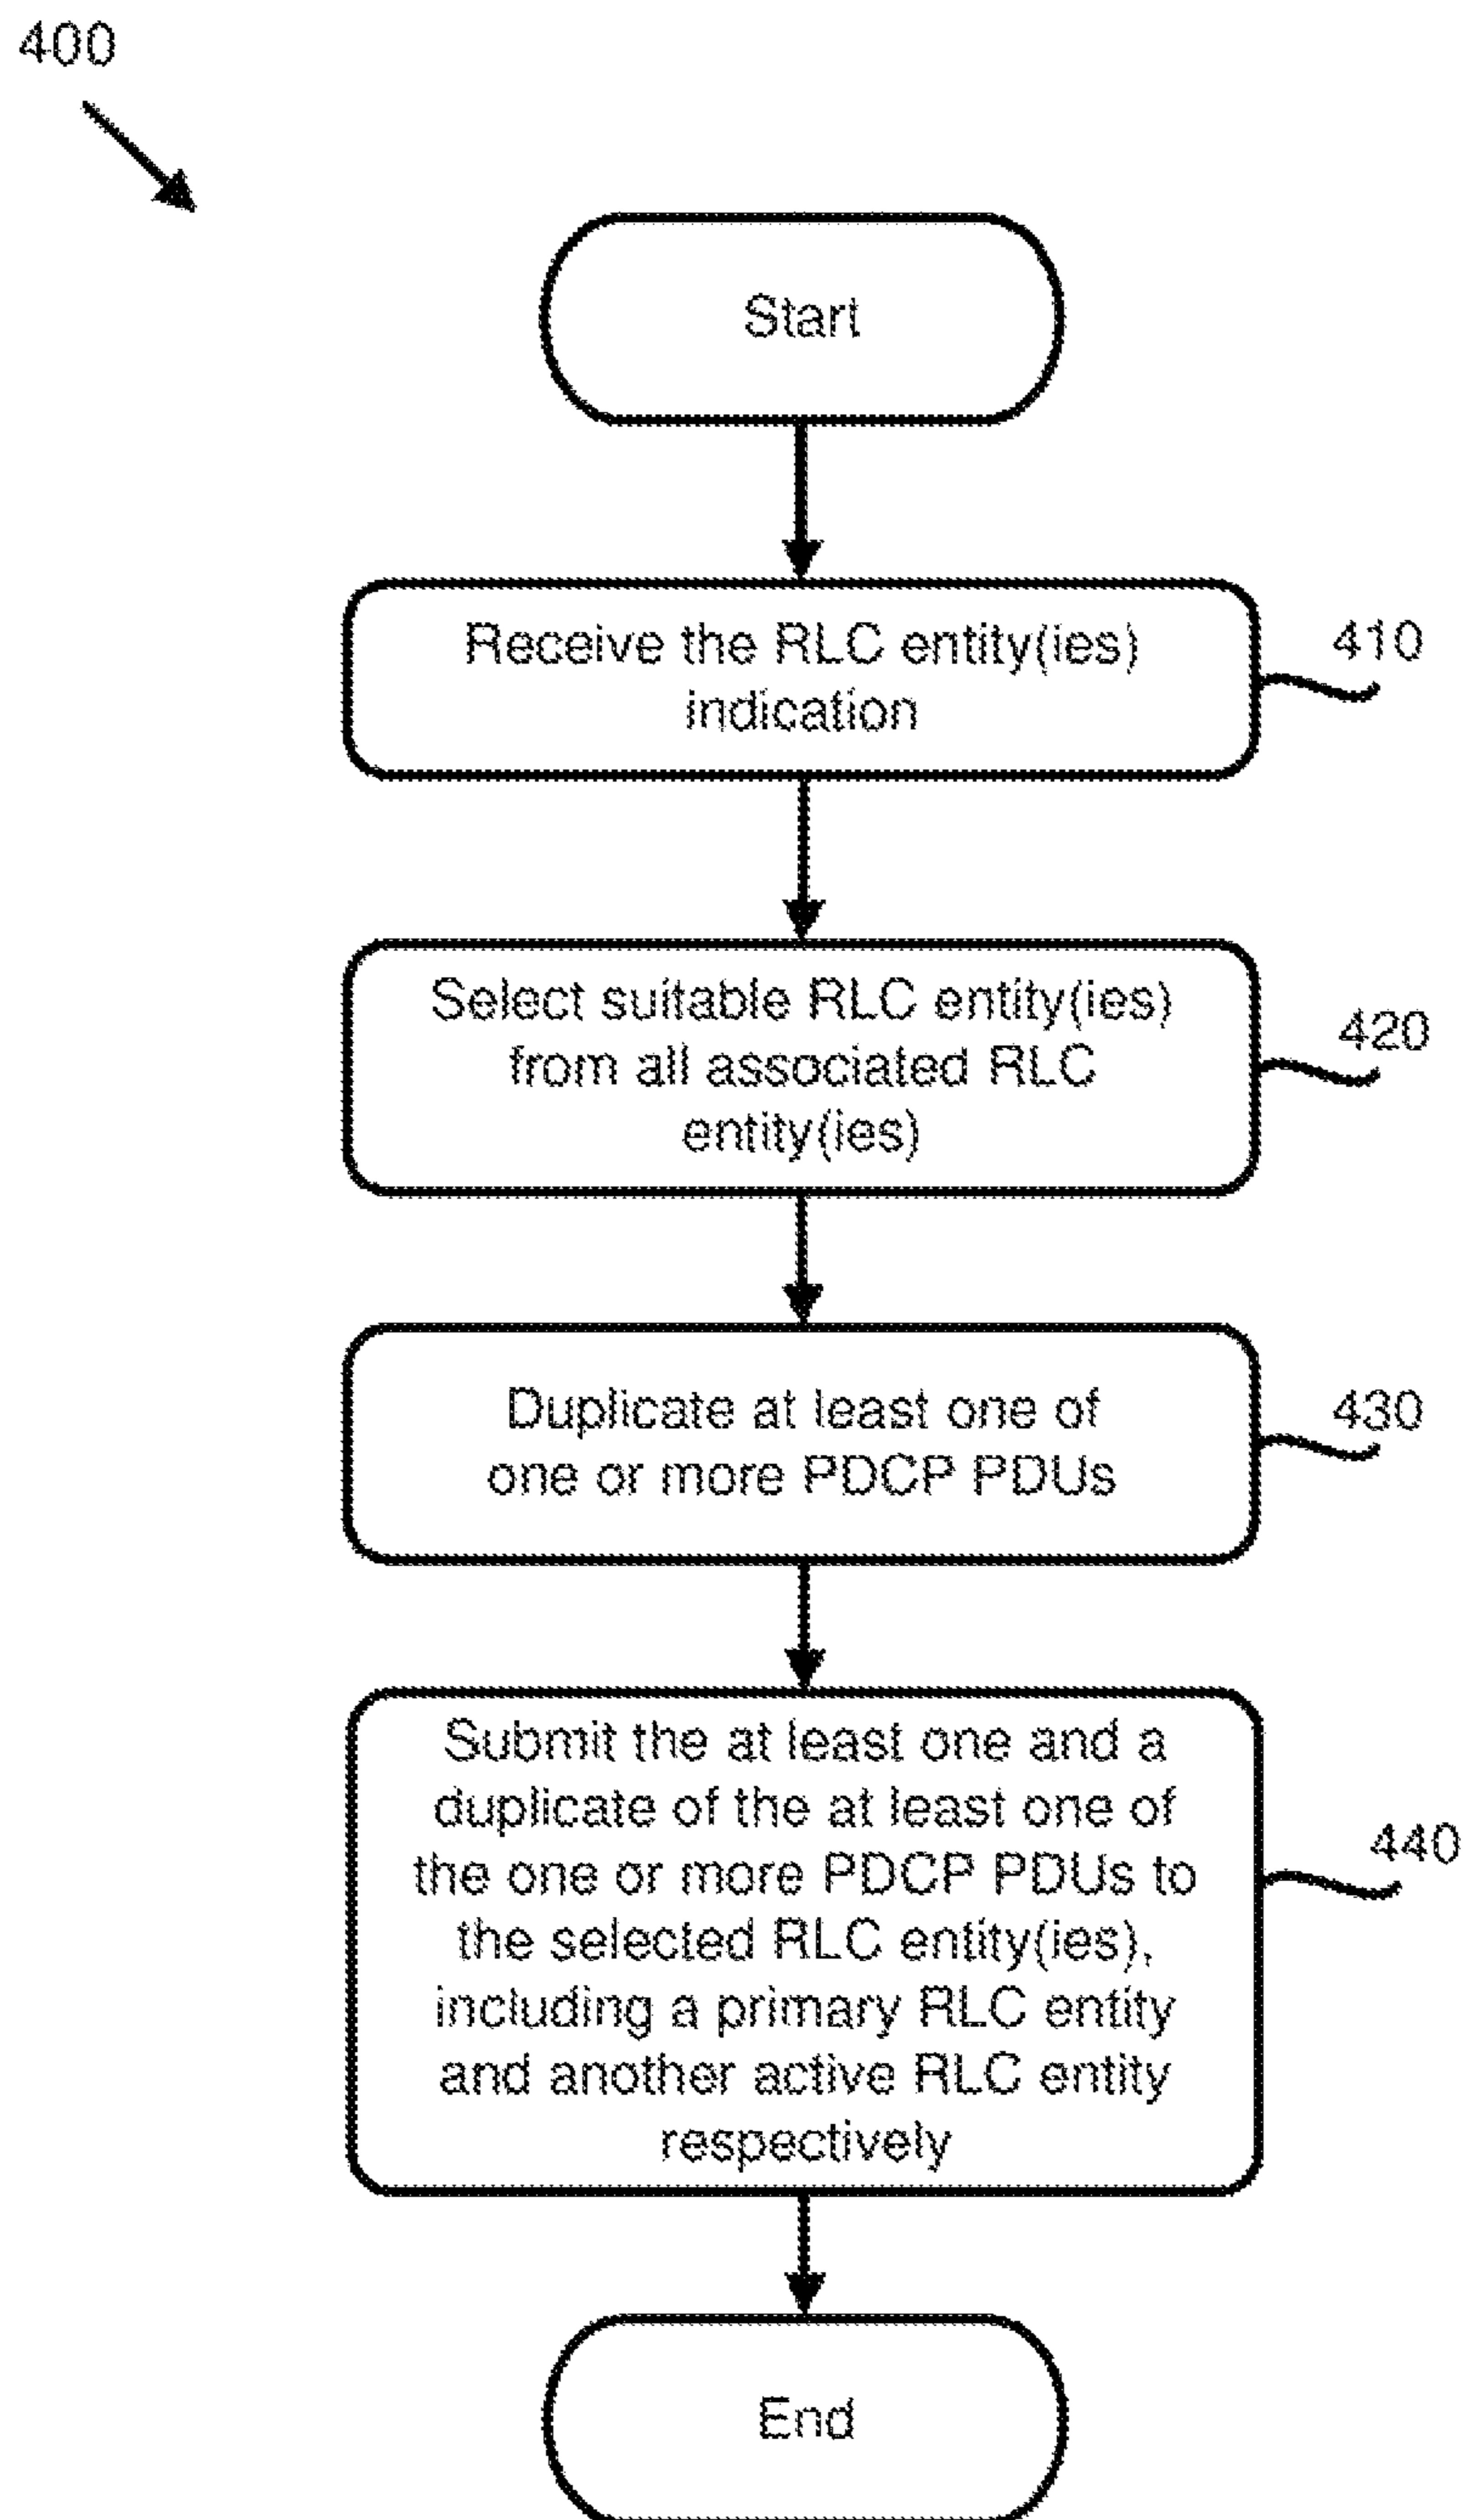 400
Start
Receive the RLC entity(ies)
indication
410
Select suitable RLC entity(ies)
from all associated RLC
entity(ies)
420
Duplicate at least one of
one or more PDCP PDUs
430
Submit the at least one and a
duplicate of the at least one of
the one or more PDCP PDUs to
the selected RLC entity(ies),
including a primary RLC entity
and another active RLC entity
respectively
440
End